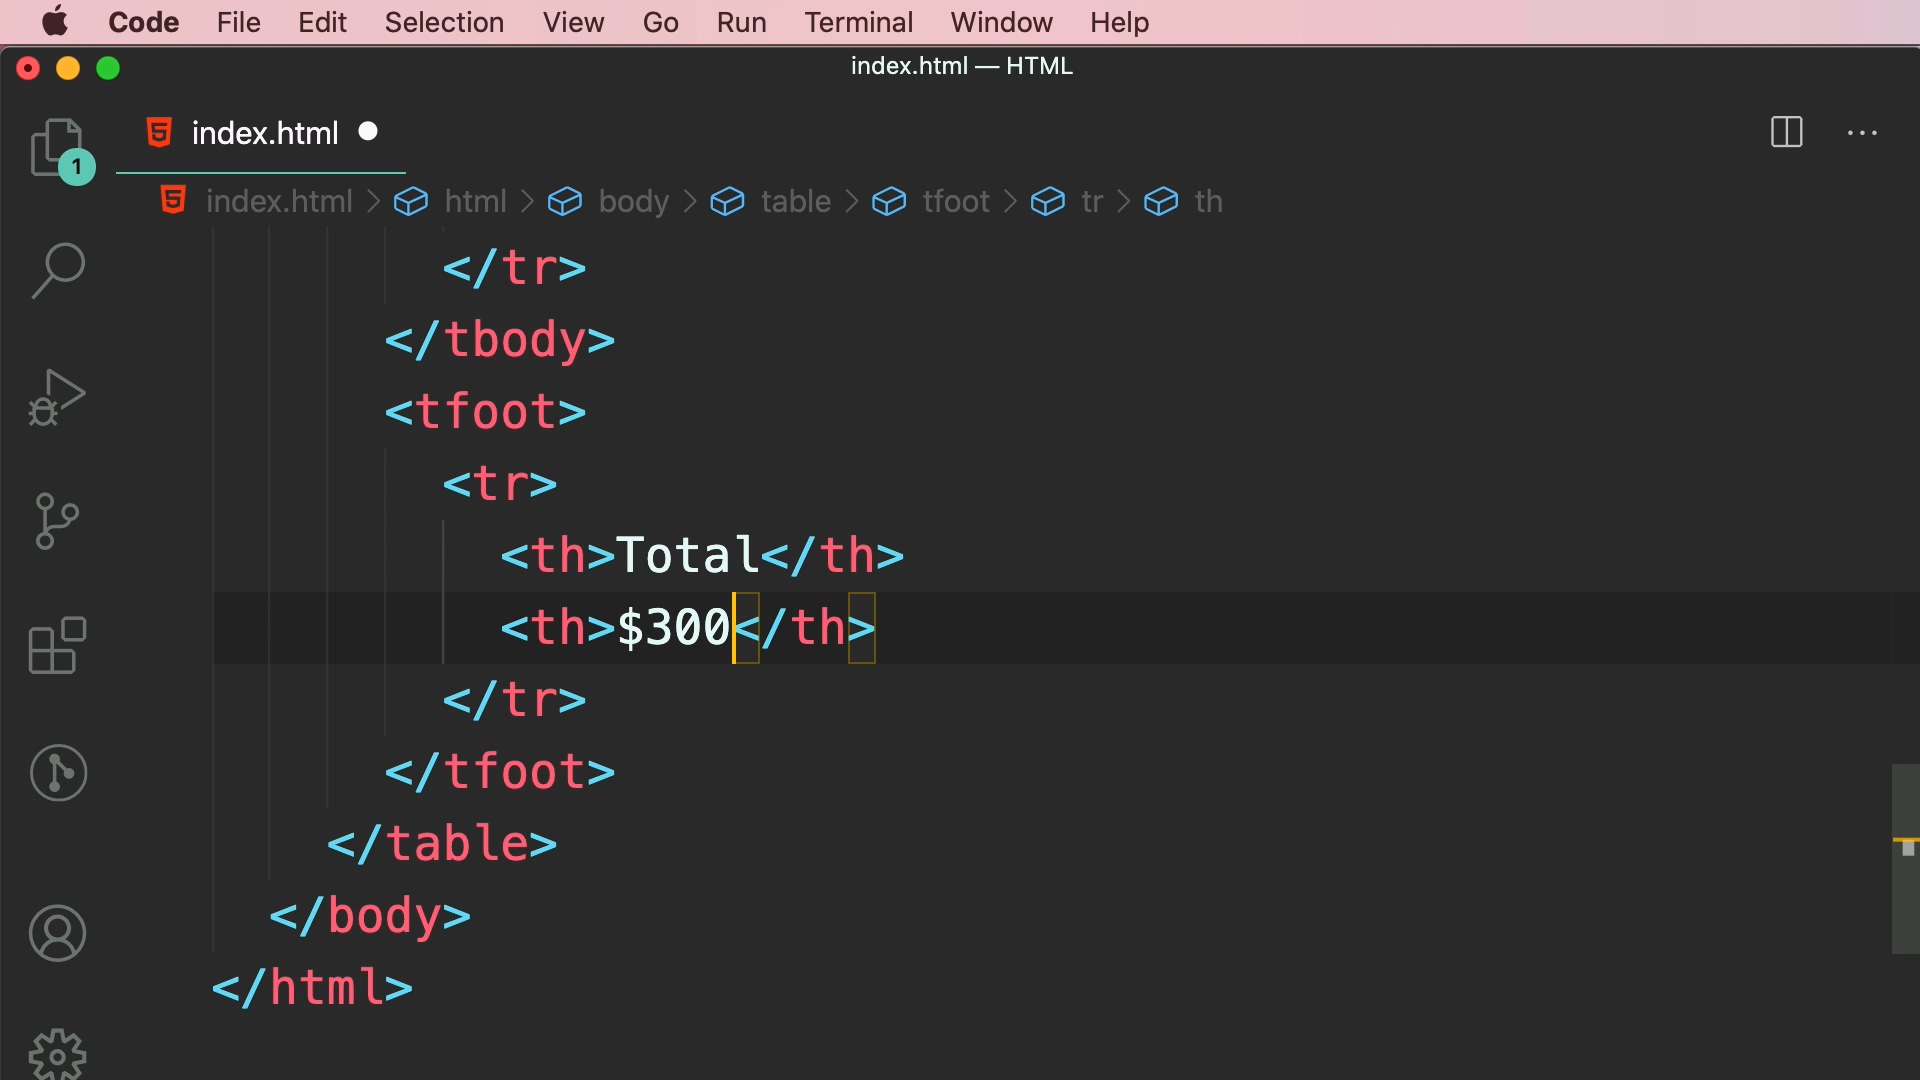 Code File Edit Selection View Go Run Terminal Window Help
index.html — HTML
index.html
1
index.html > html > body > table > tfoot > tr > th
</tr>
</tbody>
<tfoot>
<tr>
<th>Total</th>
<th>$300</th>
</tr>
</tfoot>
</table>
</body>
</html>